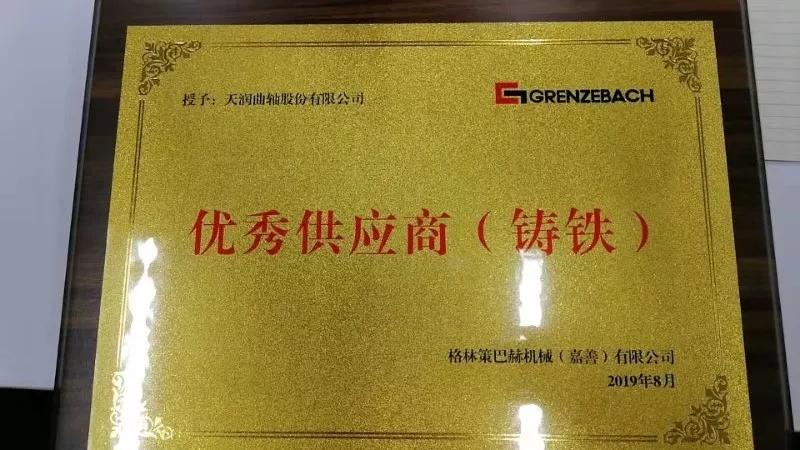 授予：天润曲轴股份有限公司
GRENZEBACH
优秀供应商（铸铁）
格林策巴赫机械（嘉善）有限公司
2019年8月